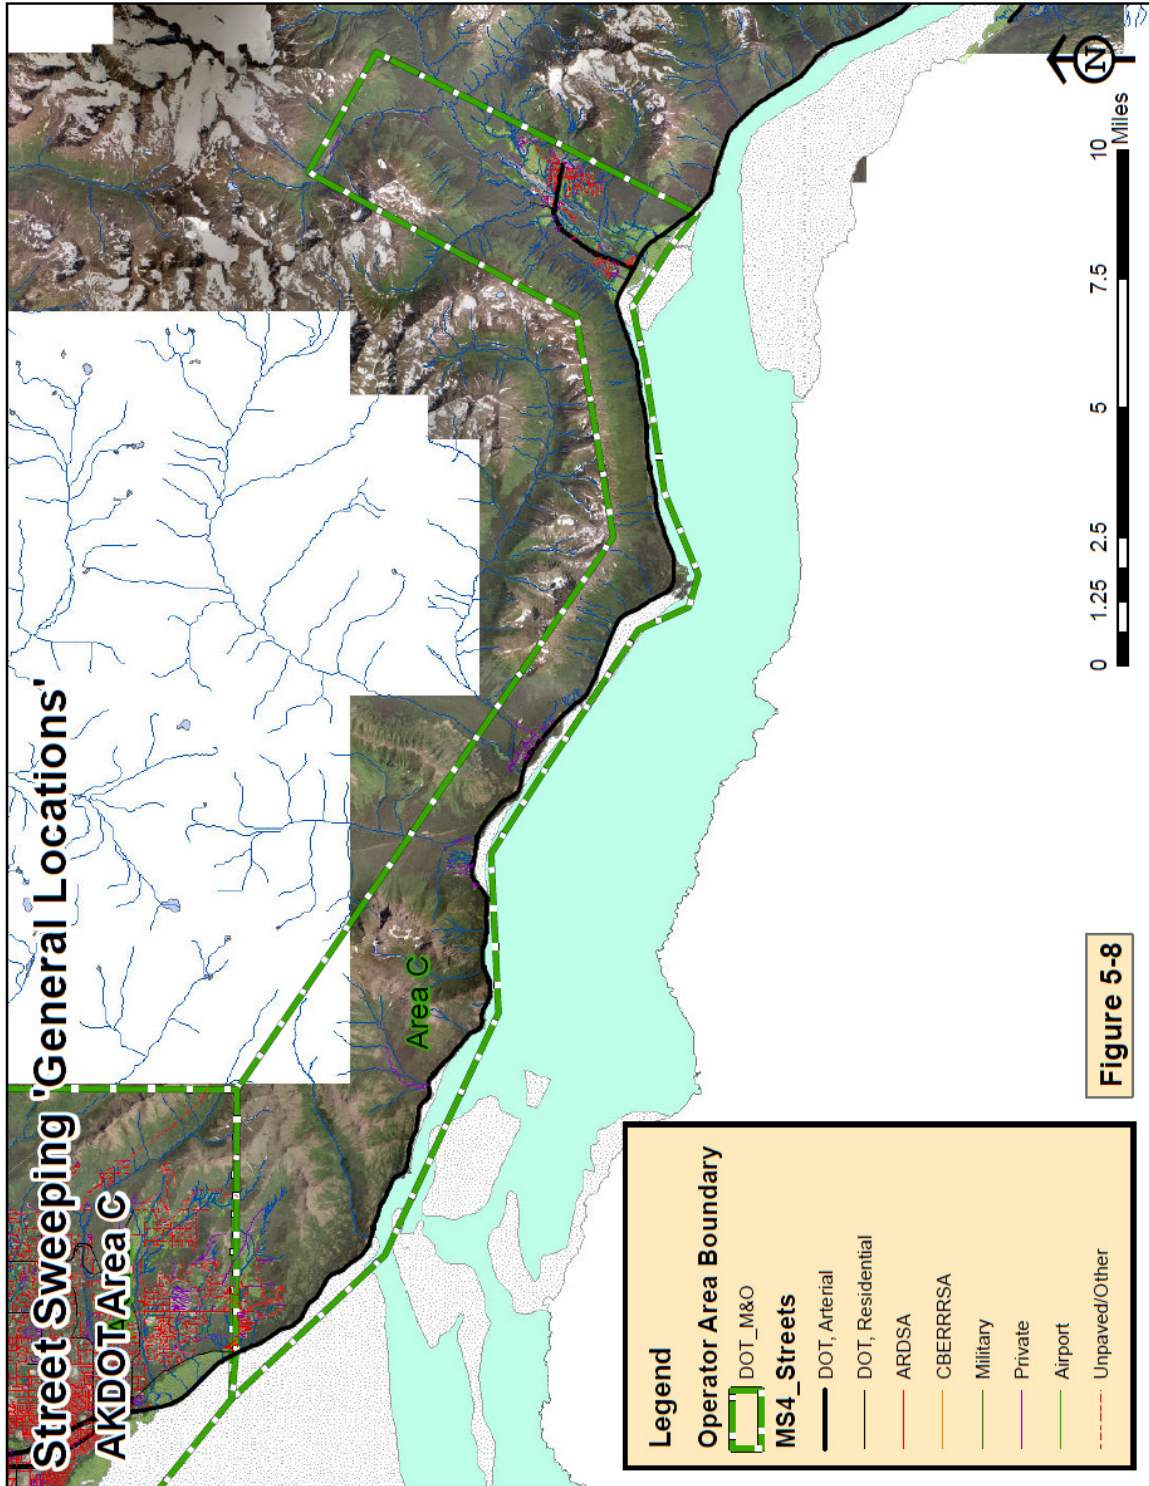 Street Sweeping 'General Locations'
AKDOT Area C
Area C
N
0 1.25 2.5 5 7.5 10
Miles
Legend
Operator Area Boundary
DOT_M&O
MS4_Streets
DOT, Arterial
DOT, Residential
ARDSA
CBERRRSA
Military
Private
Airport
Unpaved/Other
Figure 5-8